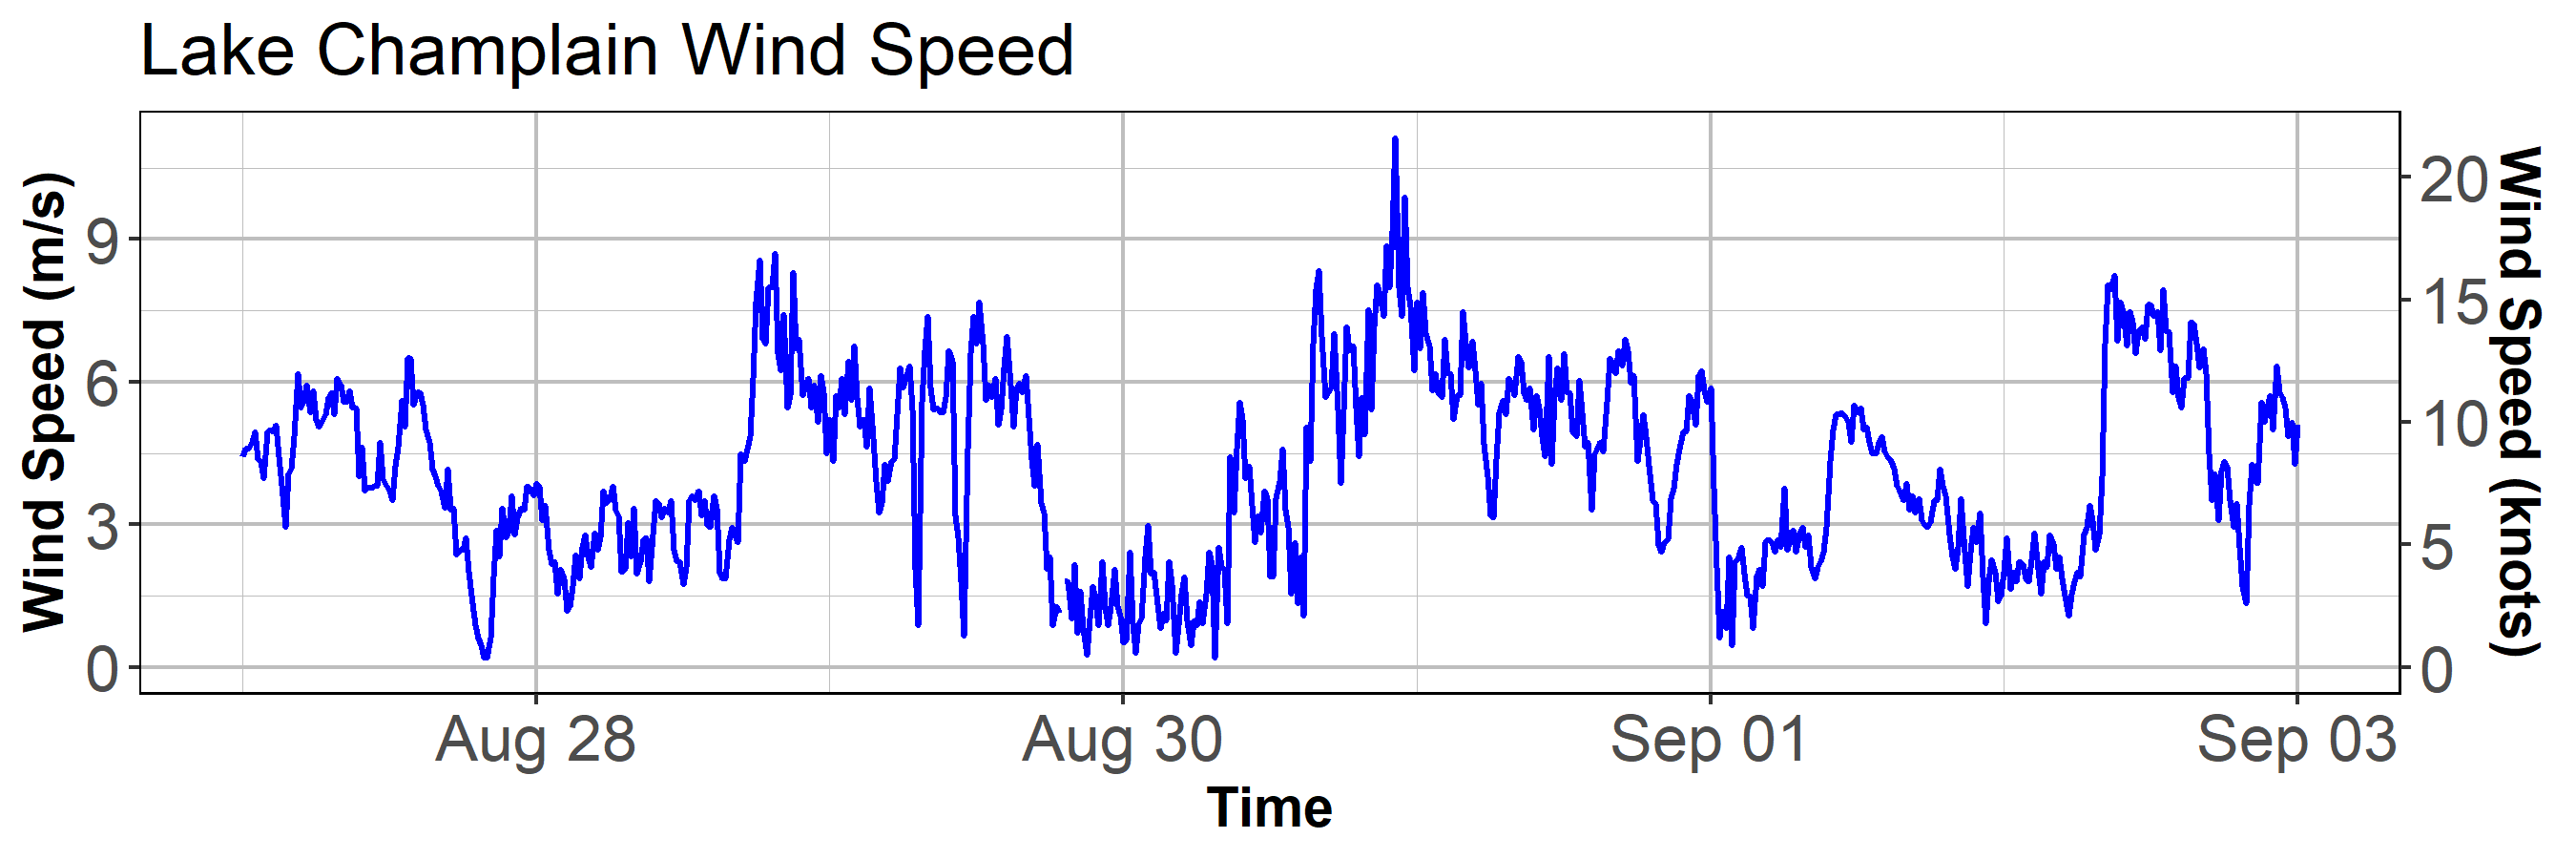 Lake Champlain Wind Speed
Wind Speed (m/s)
9
6
3
0
20
15
10
5
0
Wind Speed (knots)
Aug 28
Aug 30
Sep 01
Sep 03
Time